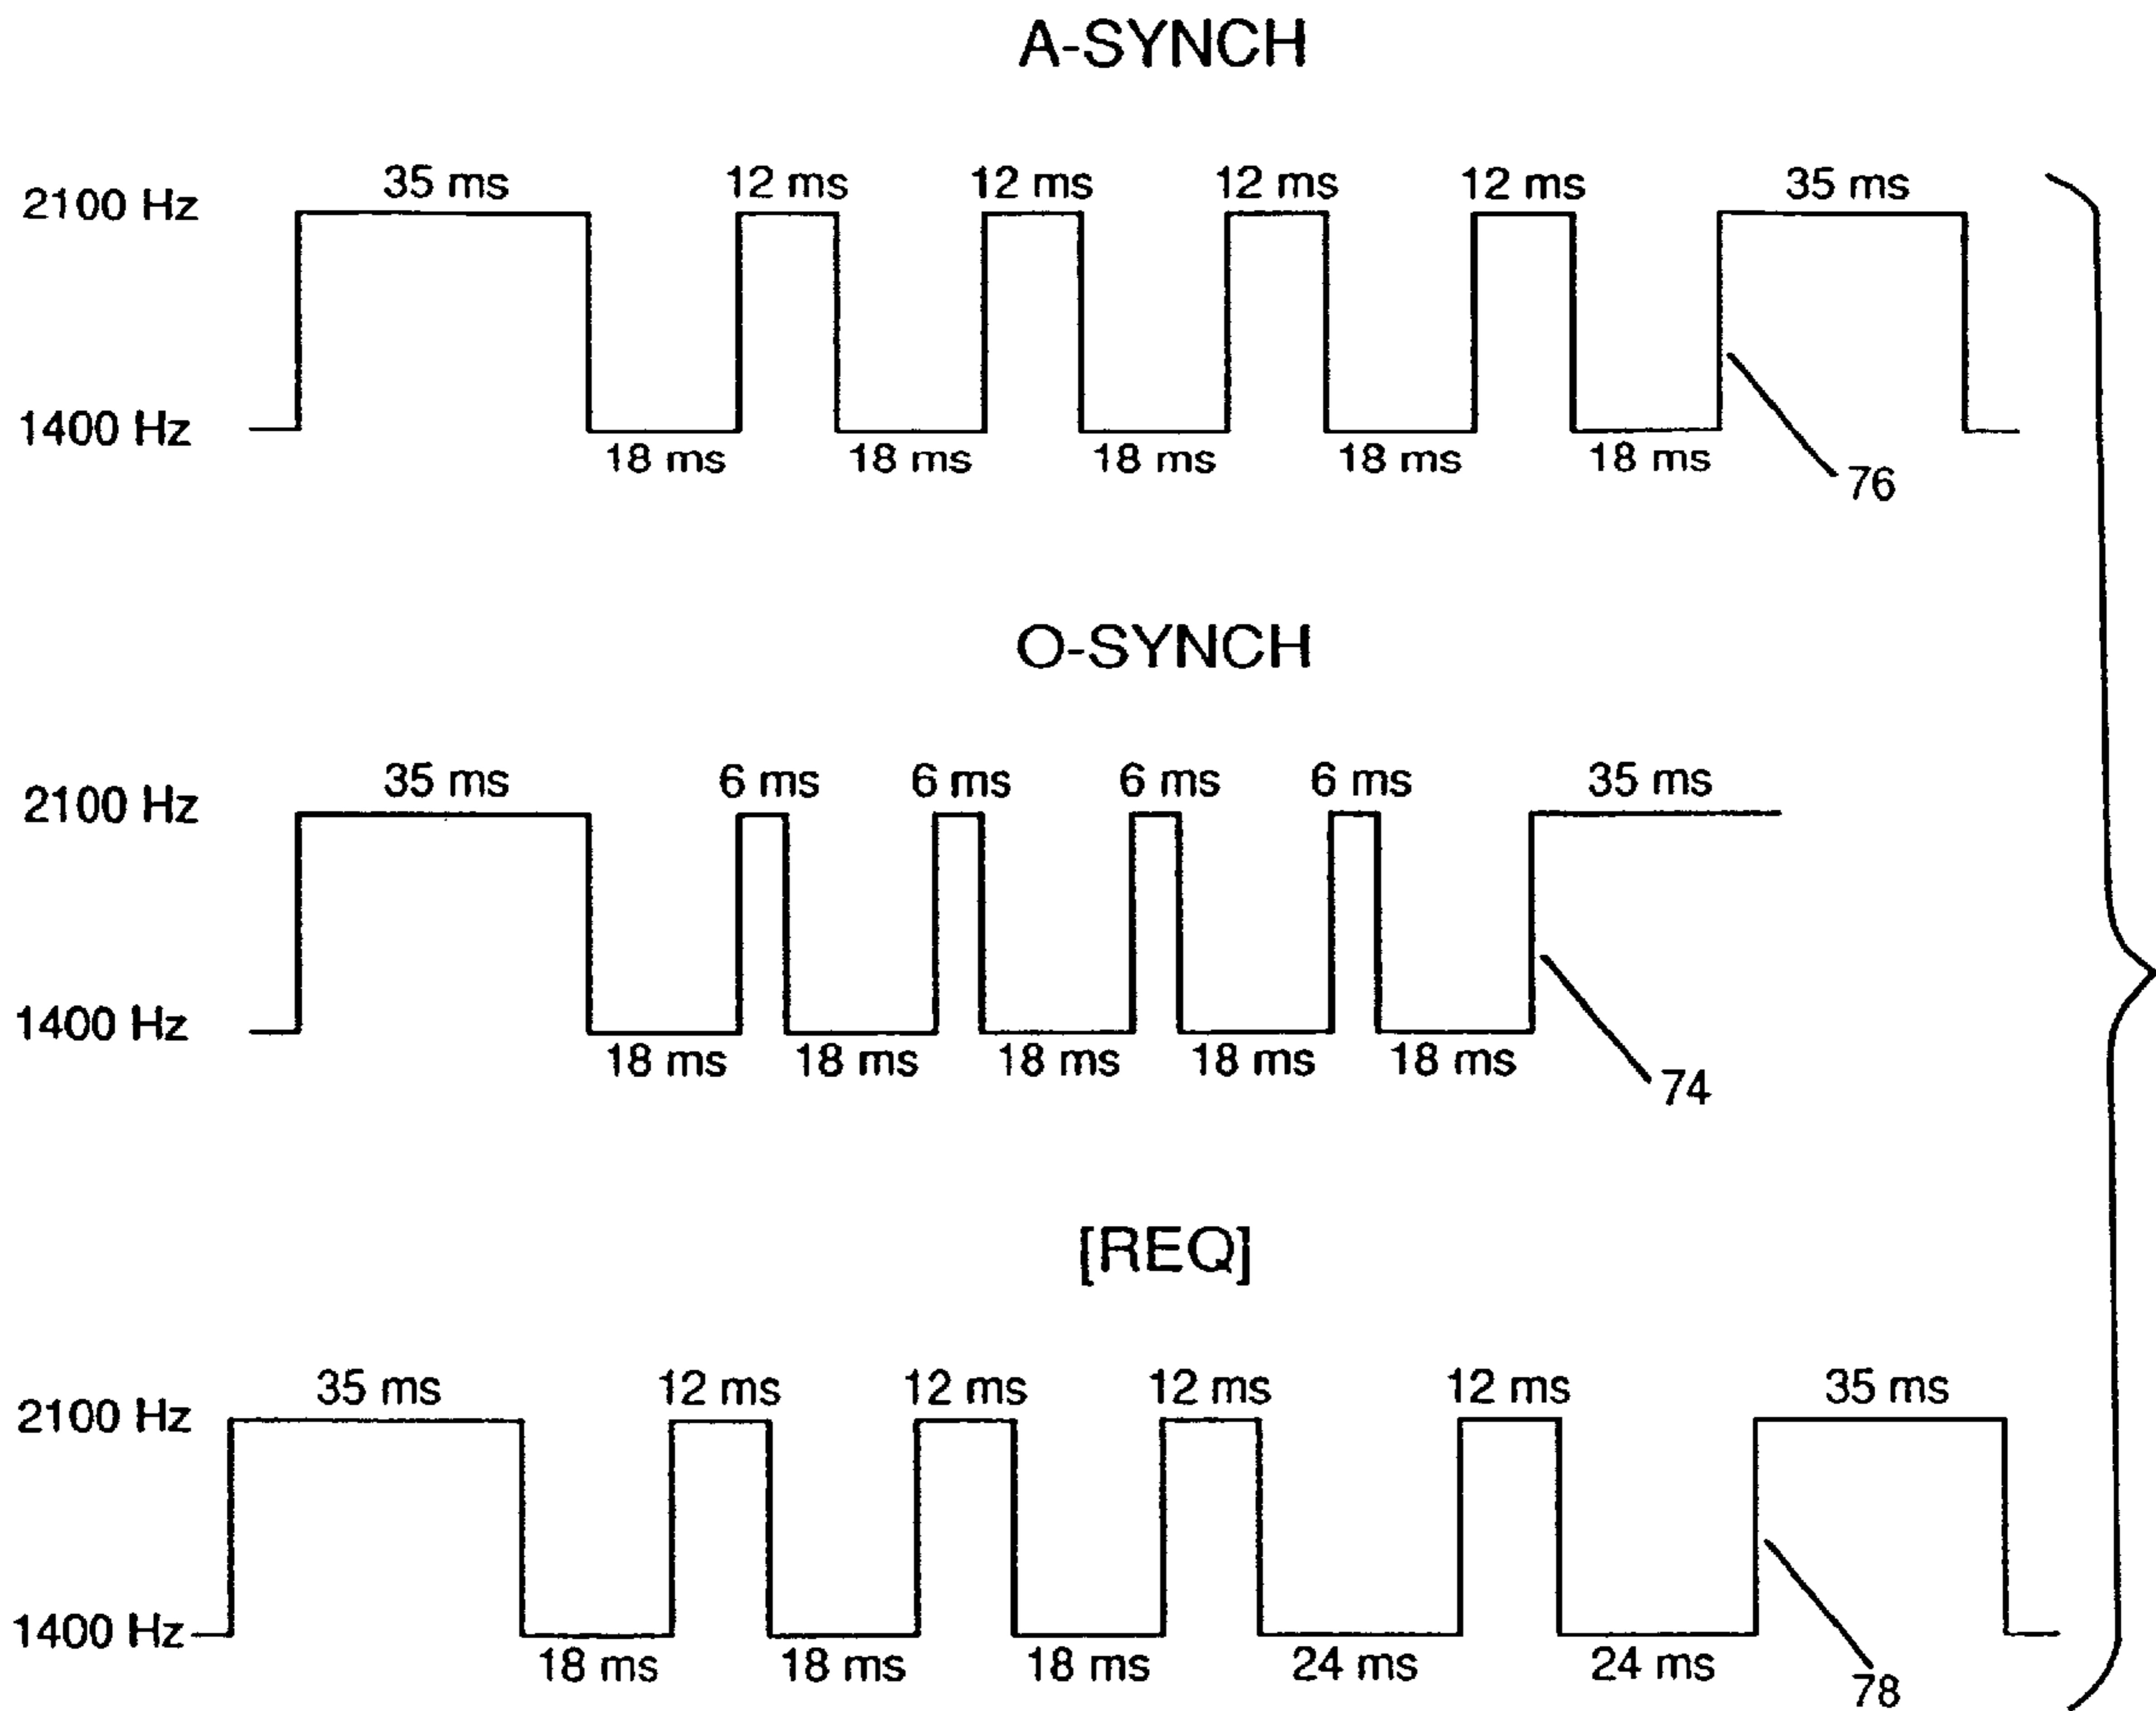 A-SYNCH
35 ms 12 ms 12 ms 12 ms 12 ms 35 ms
2100 Hz
1400 Hz
18 ms 18 ms 18 ms 18 ms 18 ms
76
O-SYNCH
35 ms 6 ms 6 ms 6 ms 6 ms 35 ms
2100 Hz
1400 Hz
18 ms 18 ms 18 ms 18 ms 18 ms
74
[REQ]
35 ms 12 ms 12 ms 12 ms 12 ms 35 ms
2100 Hz
1400 Hz
18 ms 18 ms 18 ms 24 ms 24 ms
78